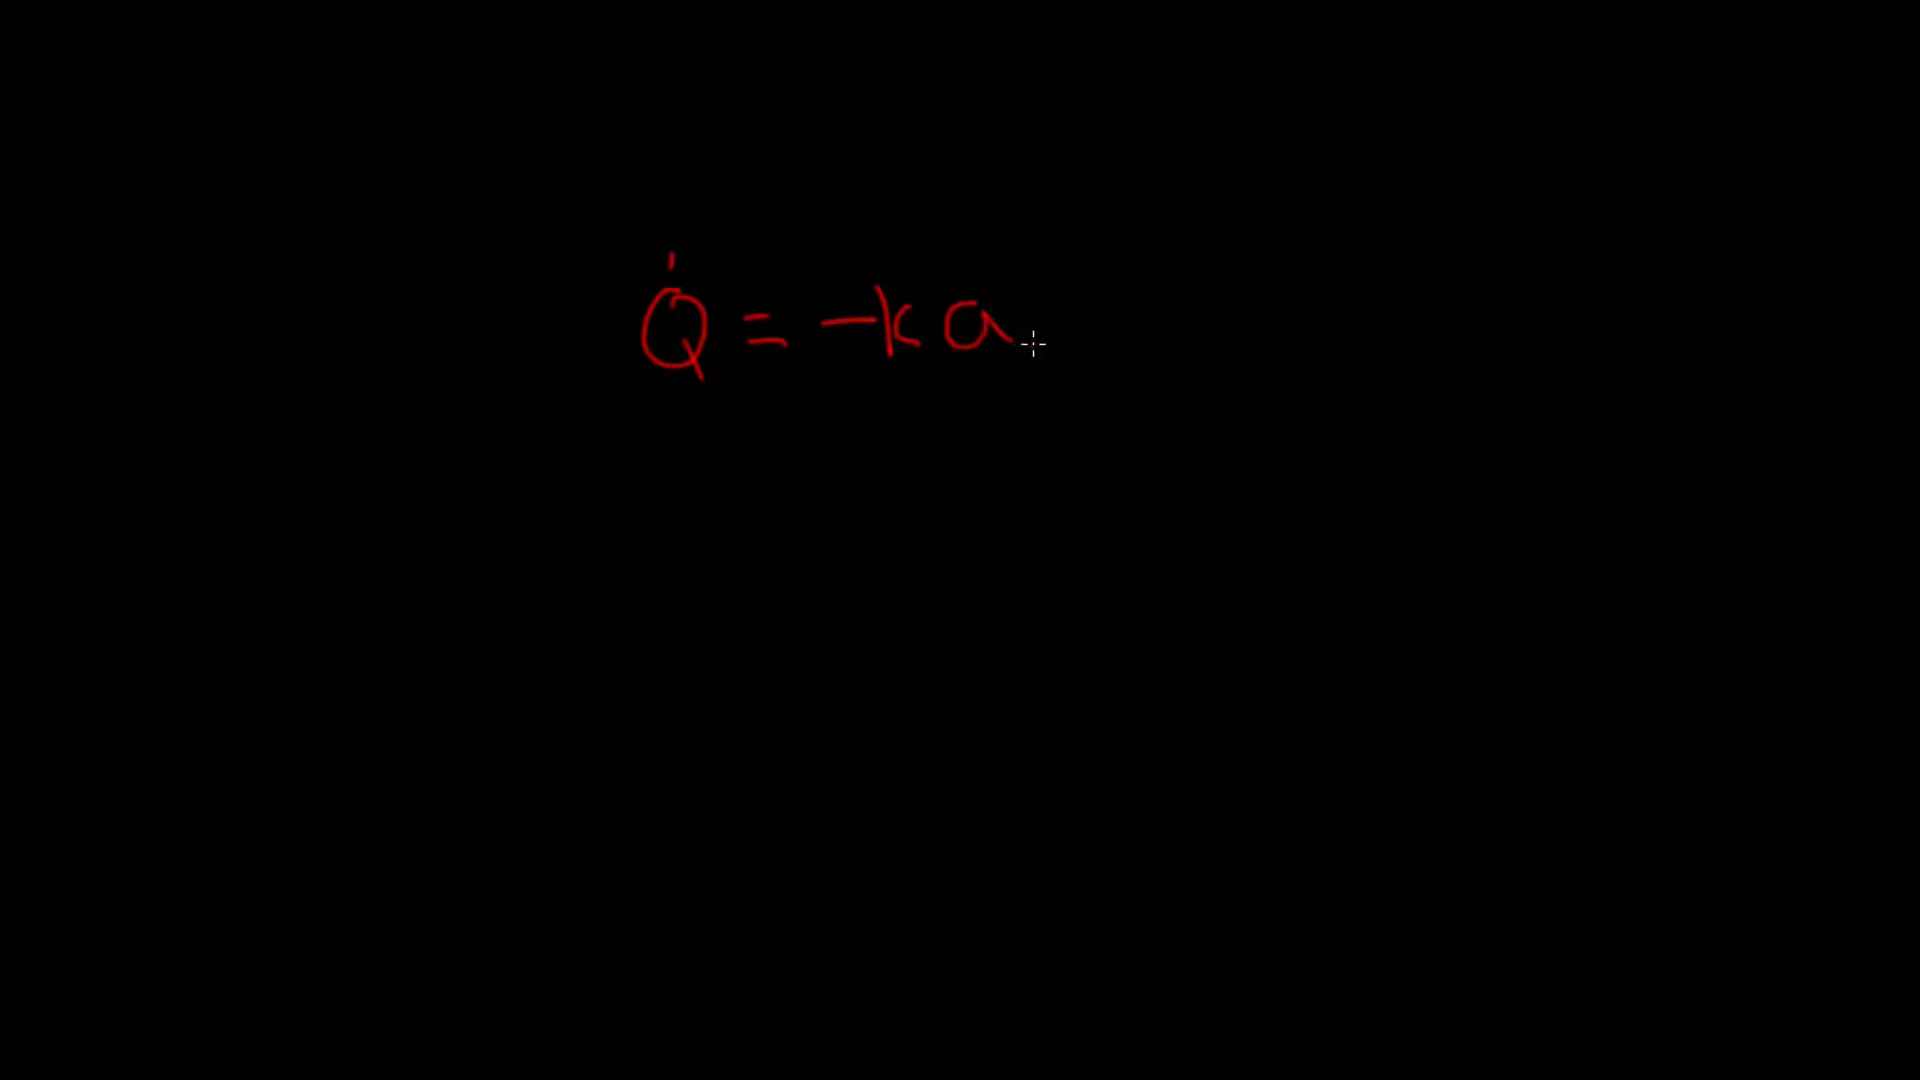 Q̇ = -ka